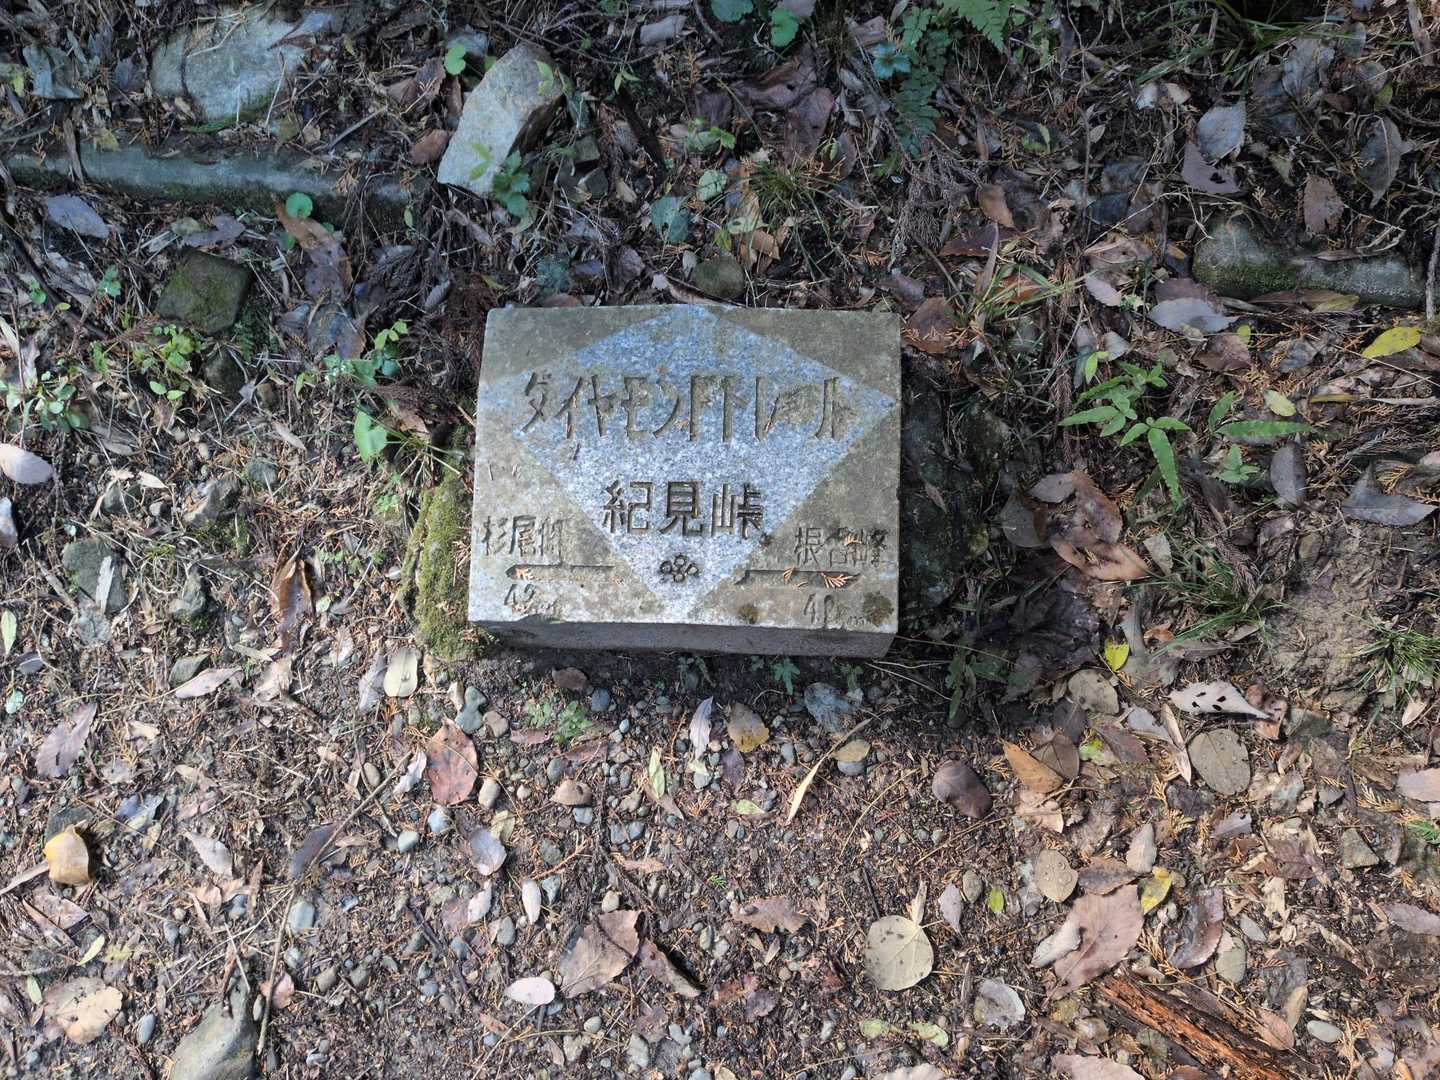 ダイヤモンドトレール
紀見峠
杉尾峠
根古峰